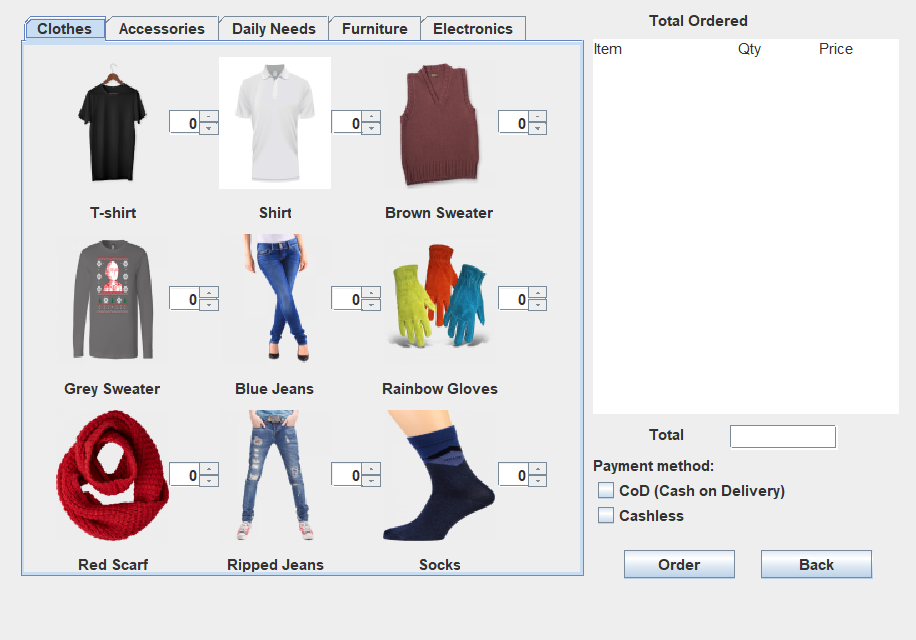 Clothes Accessories Daily Needs Furniture Electronics
Total Ordered
Item Qty Price
0 0 0
T-shirt Shirt Brown Sweater
0 0 0
Grey Sweater Blue Jeans Rainbow Gloves
0 0 0
Red Scarf Ripped Jeans Socks
Total
Payment method:
CoD (Cash on Delivery)
Cashless
Order Back